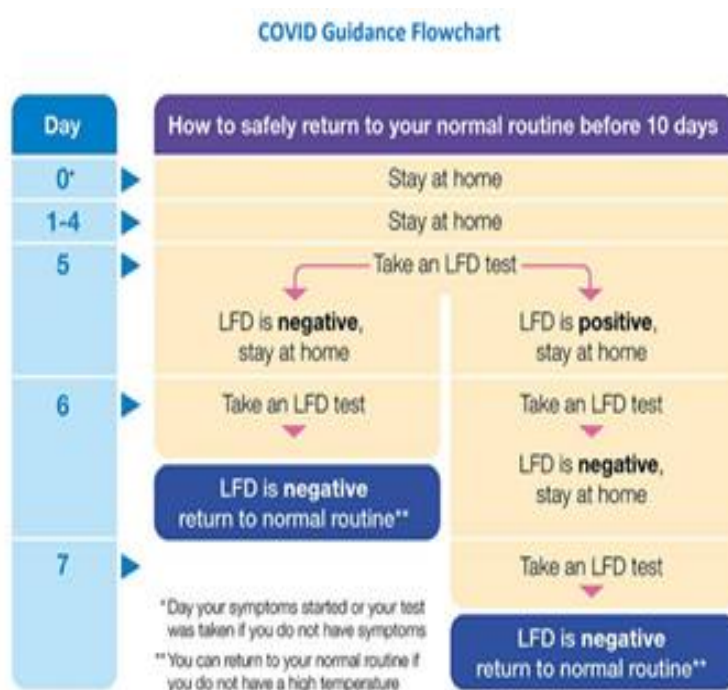 COVID Guidance Flowchart
Day
How to safely return to your normal routine before 10 days
0*
Stay at home
1-4
Stay at home
5
Take an LFD test
LFD is negative,
stay at home
LFD is positive,
stay at home
6
Take an LFD test
LFD is negative
return to normal routine**
Take an LFD test
LFD is negative,
stay at home
7
Take an LFD test
LFD is negative
return to normal routine**
* Day your symptoms started or your test
was taken if you do not have symptoms
** You can return to your normal routine if
you do not have a high temperature